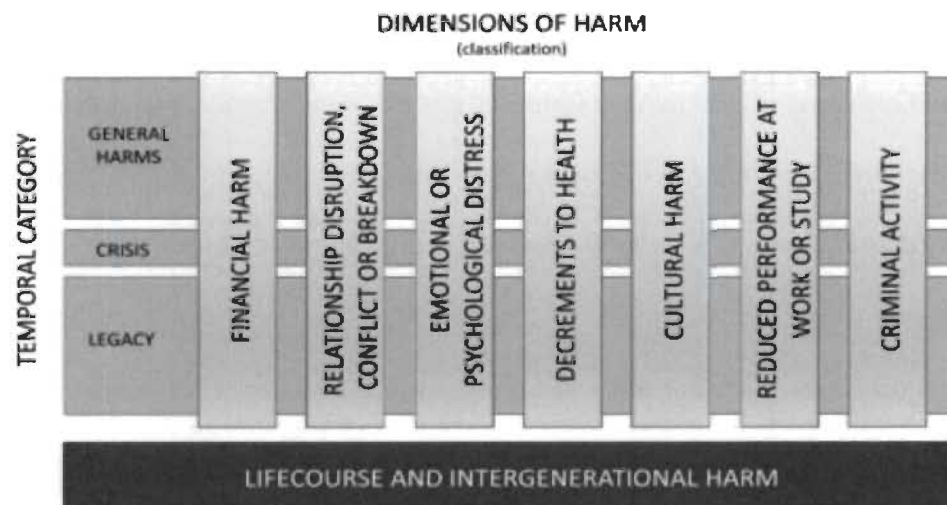 DIMENSIONS OF HARM
(classification)
TEMPORAL CATEGORY
GENERAL
HARMS
CRISIS
LEGACY
FINANCIAL HARM
RELATIONSHIP DISRUPTION,
CONFLICT OR BREAKDOWN
EMOTIONAL OR
PSYCHOLOGICAL DISTRESS
DECREMENTS TO HEALTH
CULTURAL HARM
REDUCED PERFORMANCE AT
WORK OR STUDY
CRIMINAL ACTIVITY
LIFECOURSE AND INTERGENERATIONAL HARM